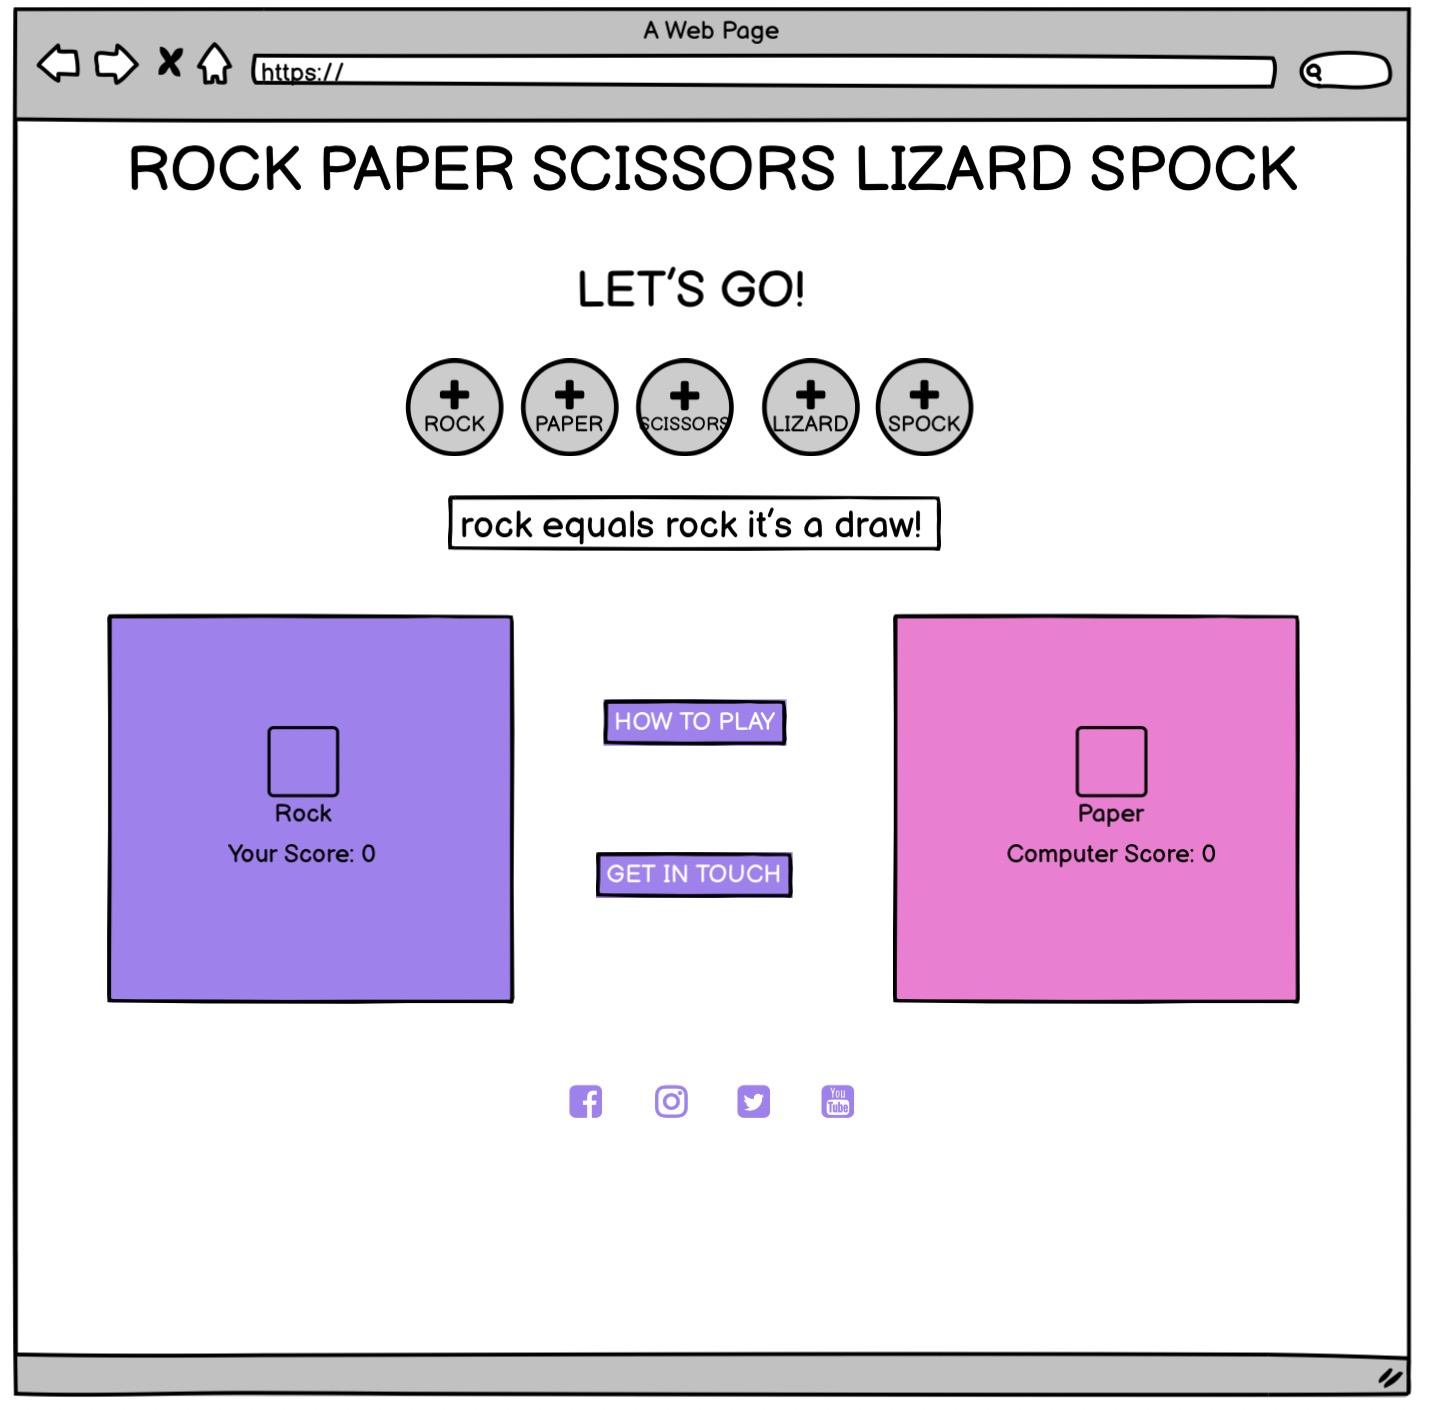 A Web Page
https://
ROCK PAPER SCISSORS LIZARD SPOCK
LET'S GO!
ROCK PAPER SCISSORS LIZARD SPOCK
rock equals rock it's a draw!
HOW TO PLAY
Rock
Your Score: 0
Paper
Computer Score: 0
GET IN TOUCH
You
Tube